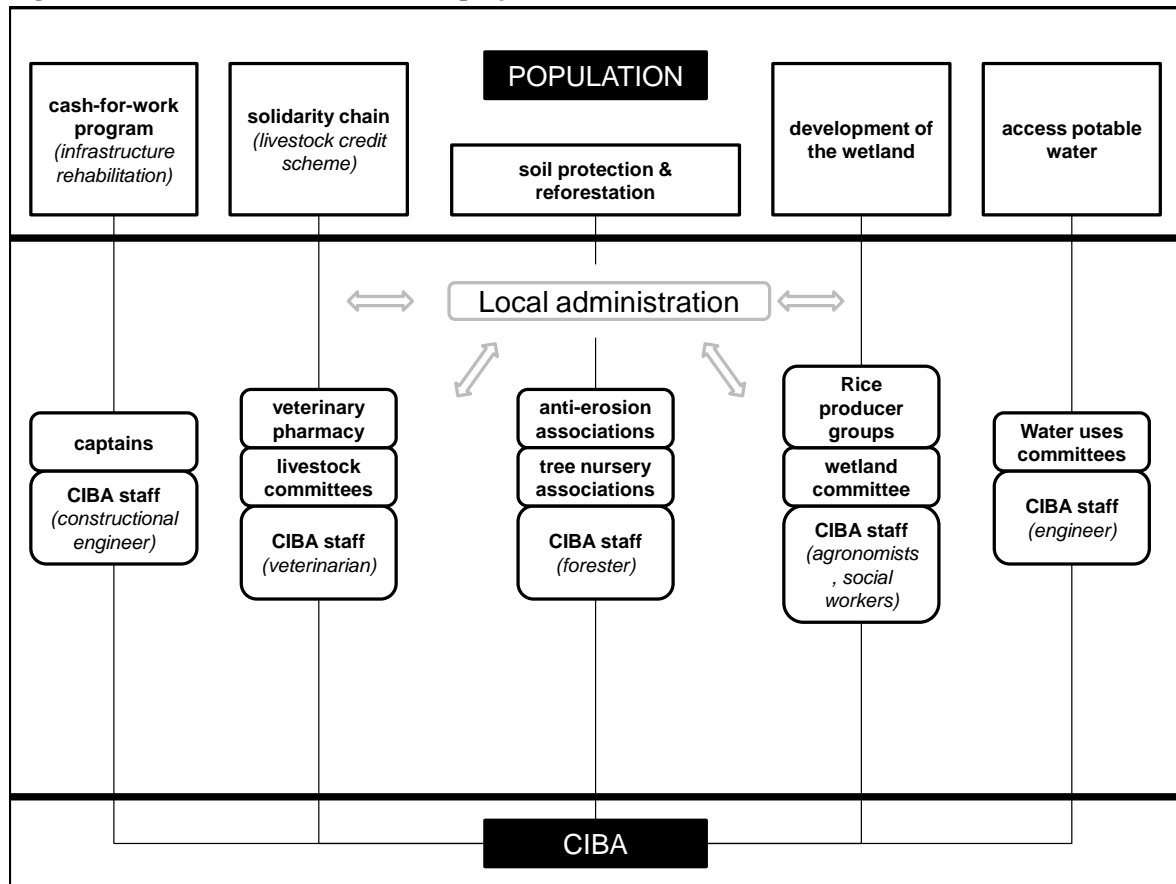 POPULATION
cash-for-work
program
(infrastructure
rehabilitation)
solidarity chain
(livestock credit
scheme)
soil protection &
reforestation
development of
the wetland
access potable
water
Local administration
captains
CIBA staff
(constructional
engineer)
veterinary
pharmacy
livestock
committees
CIBA staff
(veterinarian)
anti-erosion
associations
tree nursery
associations
CIBA staff
(forester)
Rice
producer
groups
wetland
committee
CIBA staff
(agronomists
, social
workers)
Water uses
committees
CIBA staff
(engineer)
CIBA